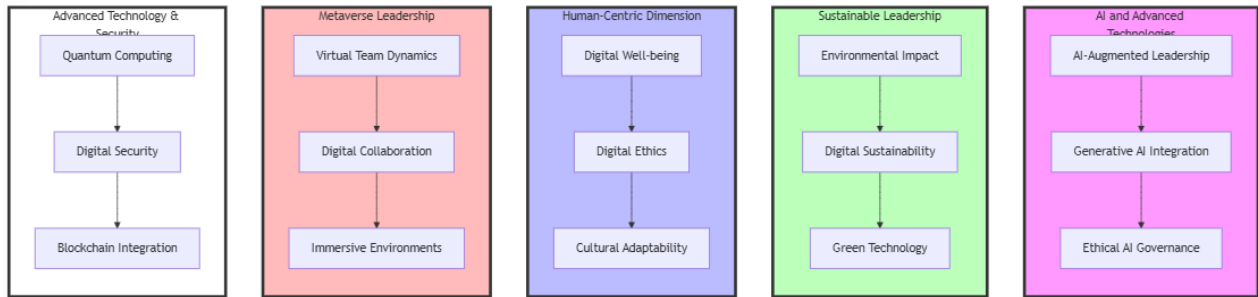 Advanced Technology &
Security
Quantum Computing
Digital Security
Blockchain Integration
Metaverse Leadership
Virtual Team Dynamics
Digital Collaboration
Immersive Environments
Human-Centric Dimension
Digital Well-being
Digital Ethics
Cultural Adaptability
Sustainable Leadership
Environmental Impact
Digital Sustainability
Green Technology
AI and Advanced
Technologies
AI-Augmented Leadership
Generative AI Integration
Ethical AI Governance